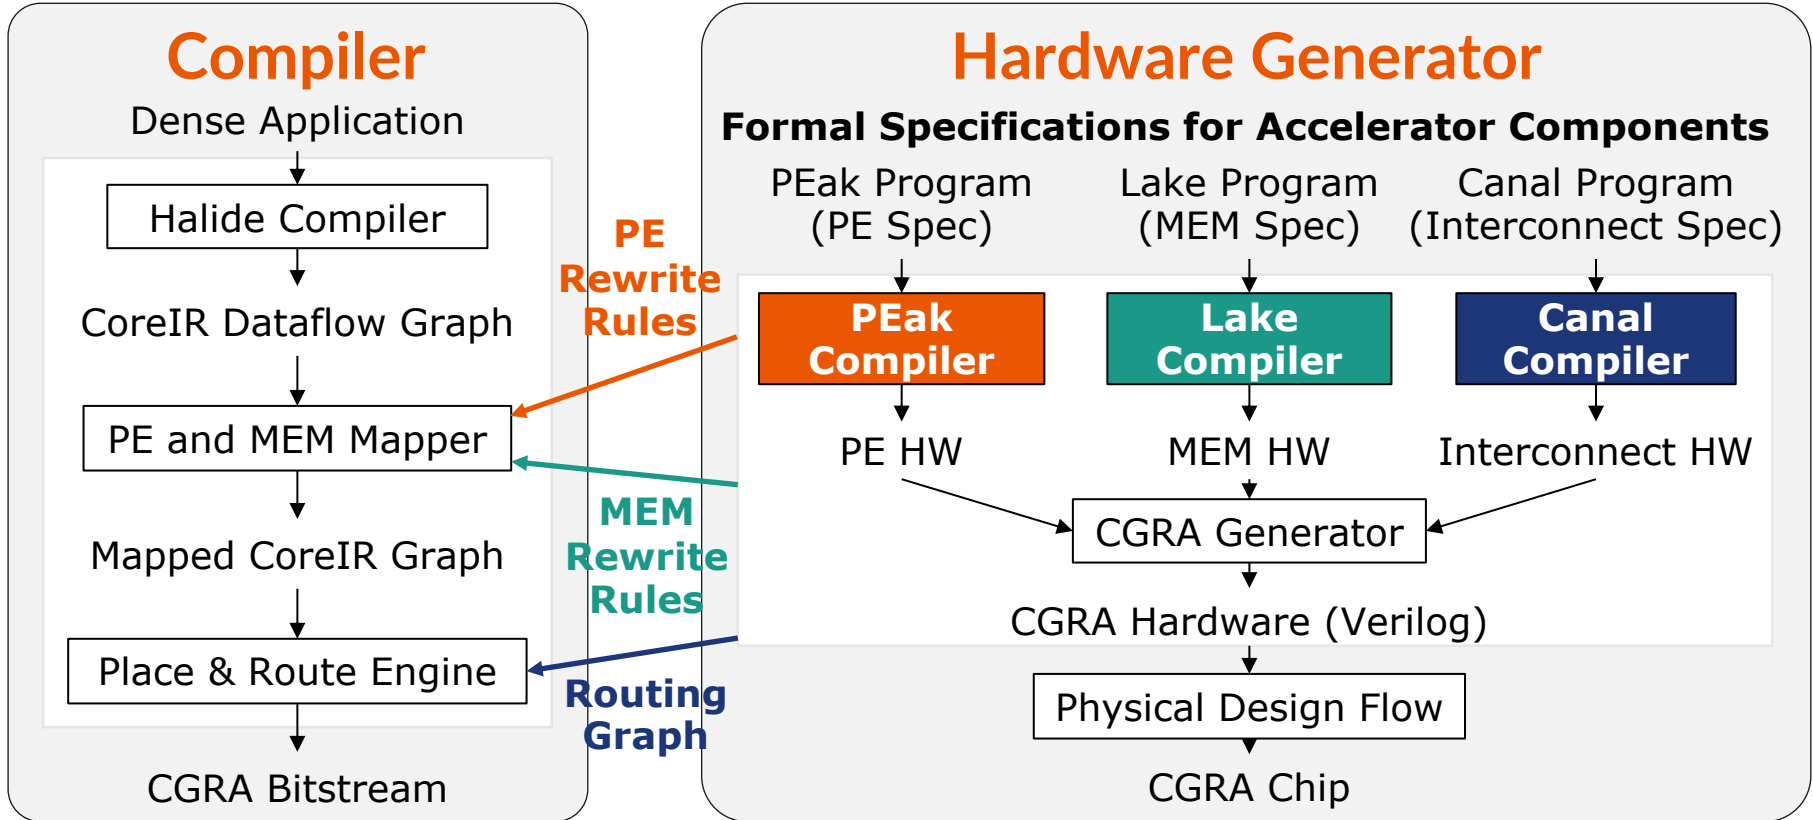 Compiler
Dense Application
Halide Compiler
CoreIR Dataflow Graph
PE and MEM Mapper
Mapped CoreIR Graph
Place & Route Engine
CGRA Bitstream
PE
Rewrite
Rules
MEM
Rewrite
Rules
Routing
Graph
Hardware Generator
Formal Specifications for Accelerator Components
PEak Program
(PE Spec)
Lake Program
(MEM Spec)
Canal Program
(Interconnect Spec)
PEak
Compiler
Lake
Compiler
Canal
Compiler
PE HW
MEM HW
Interconnect HW
CGRA Generator
CGRA Hardware (Verilog)
Physical Design Flow
CGRA Chip